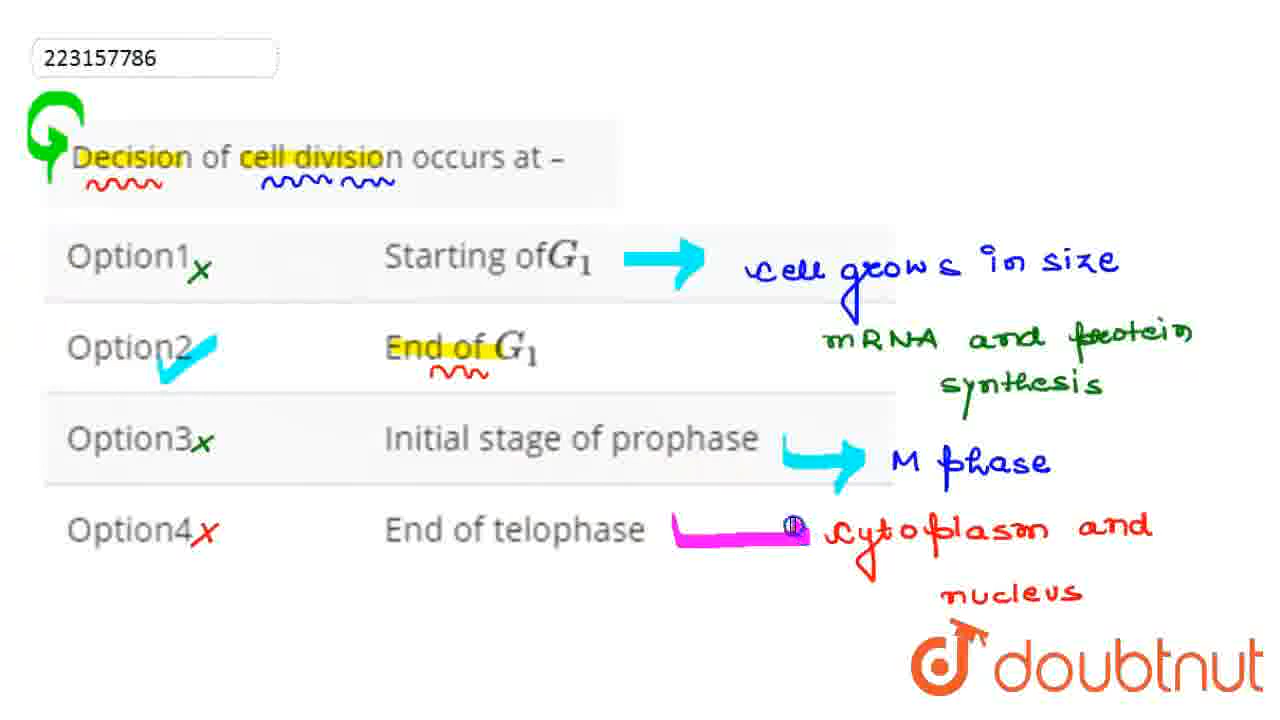 223157786
Decision of cell division occurs at –
Option1 x Starting of G₁ cell grows in size
mRNA and protein
Option2 End of G₁
synthesis
Option3 x Initial stage of prophase M phase
Option4 x End of telophase cytoplasm and
nucleus
doubtnut